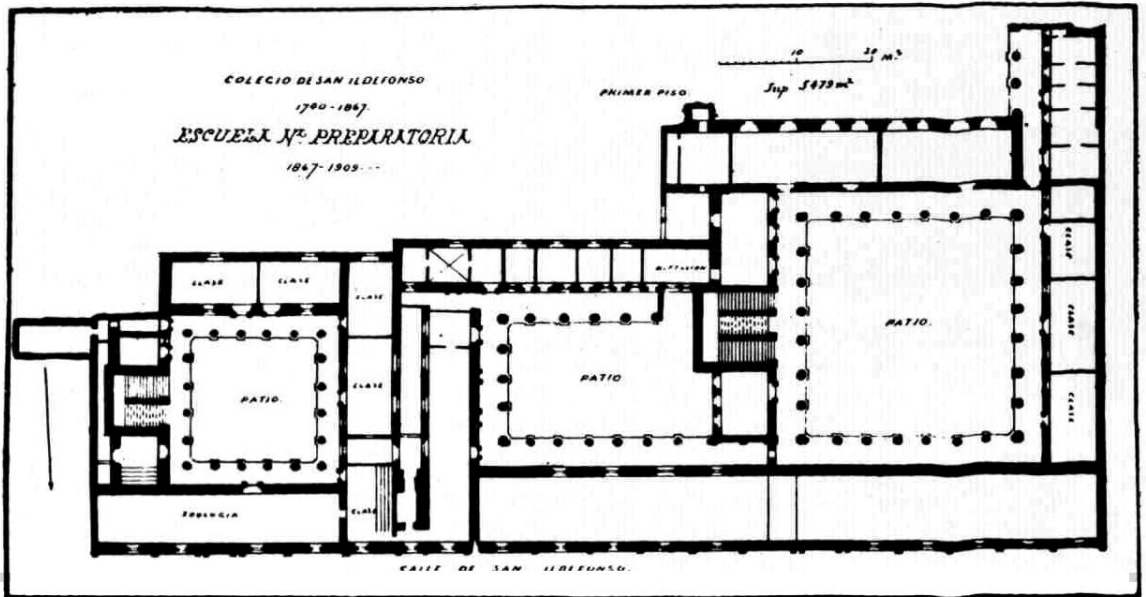 COLEGIO DE SAN ILDEFONSO
1740-1867.
ESCUELA Nᴬ PREPARATORIA
1867-1909---
PRIMER PISO.
10 20 M.ˢ
Sup 5479 m²
CLASE
CLASE
CLASE
CLASE
CLASE
PATIO.
ZOOLOGIA
PATIO
PATIO.
CLASE
CLASE
CLASE
CALLE DE SAN ILDEFONSO.